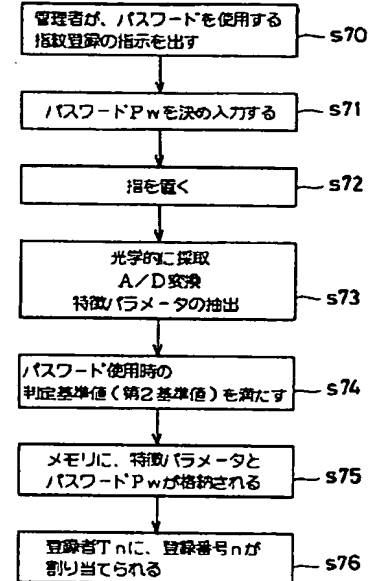 管理者が、パスワードを使用する
指紋登録の指示を出す
s70
パスワードPwを決め入力する
s71
指を置く
s72
光学的に採取
A/D変換
特徴パラメータの抽出
s73
パスワード使用時の
判定基準値(第2基準値)を満たす
s74
メモリに、特徴パラメータと
パスワードPwが格納される
s75
登録者Tnに、登録番号nが
割り当てられる
s76